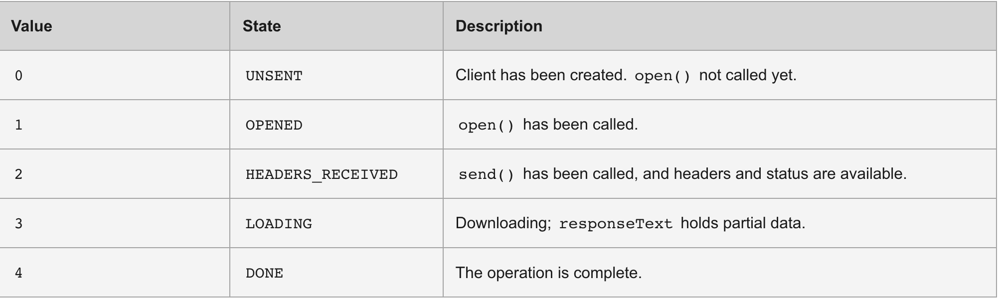 Value State Description
0 UNSENT Client has been created. open() not called yet.
1 OPENED open() has been called.
2 HEADERS_RECEIVED send() has been called, and headers and status are available.
3 LOADING Downloading; responseText holds partial data.
4 DONE The operation is complete.